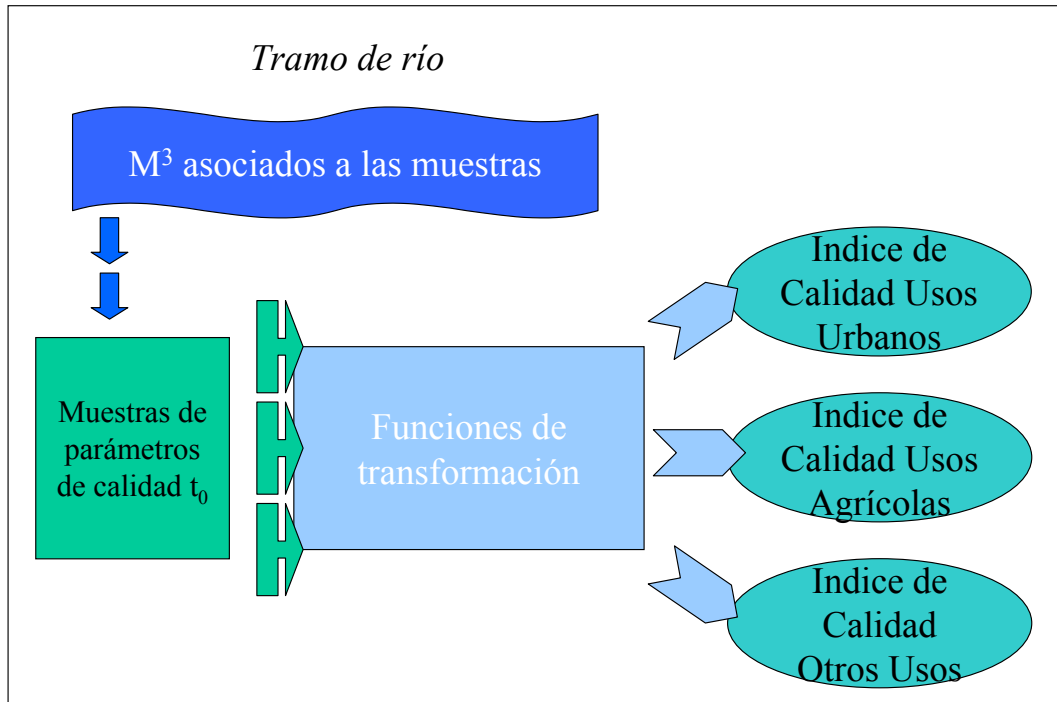 Tramo de río
M³ asociados a las muestras
Muestras de
parámetros
de calidad t₀
Funciones de
transformación
Indice de
Calidad Usos
Urbanos
Indice de
Calidad Usos
Agrícolas
Indice de
Calidad
Otros Usos